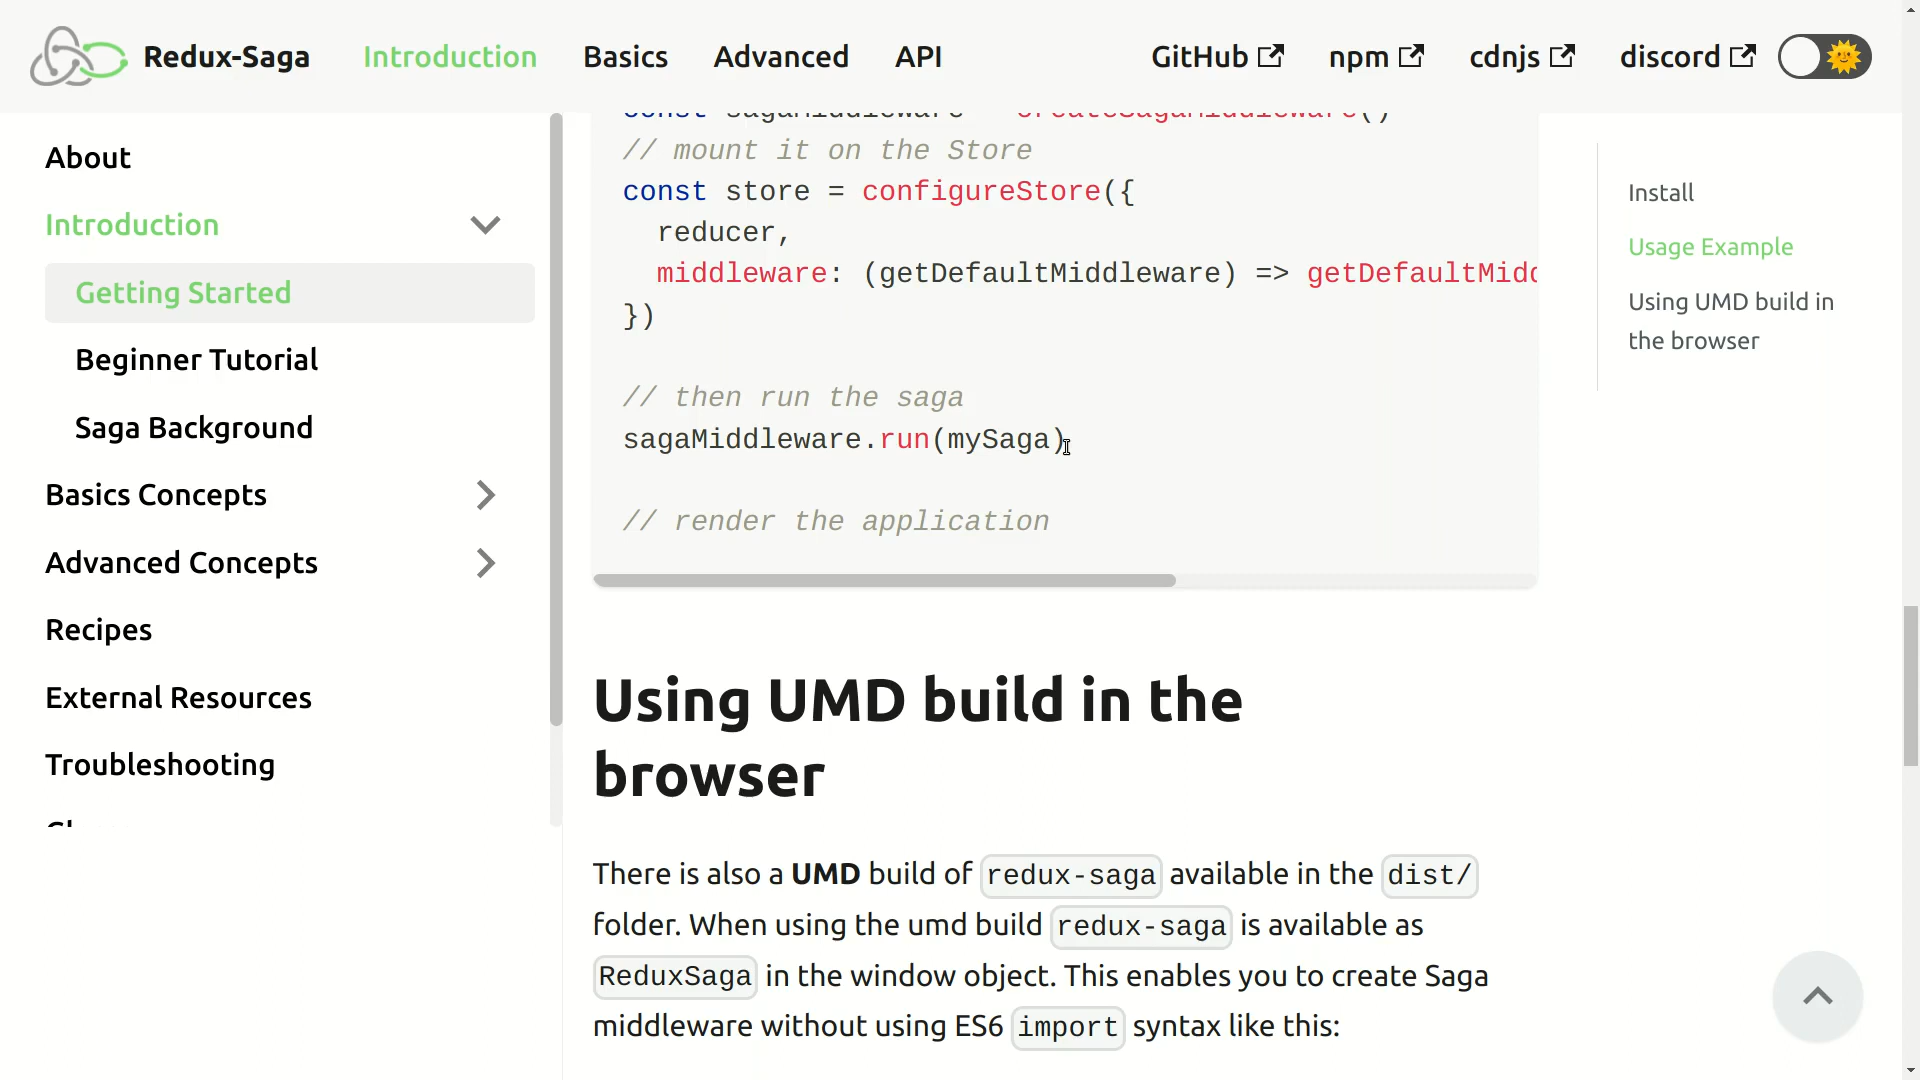 Redux-Saga Introduction Basics Advanced API GitHub npm cdnjs discord
About
Introduction
Getting Started
Beginner Tutorial
Saga Background
Basics Concepts
Advanced Concepts
Recipes
External Resources
Troubleshooting
const sagaMiddleware = createSagaMiddleware()
// mount it on the Store
const store = configureStore({
reducer,
middleware: (getDefaultMiddleware) => getDefaultMidd
})
// then run the saga
sagaMiddleware.run(mySaga)
// render the application
Using UMD build in the
browser
There is also a UMD build of redux-saga available in the dist/
folder. When using the umd build redux-saga is available as
ReduxSaga in the window object. This enables you to create Saga
middleware without using ES6 import syntax like this:
Install
Usage Example
Using UMD build in
the browser